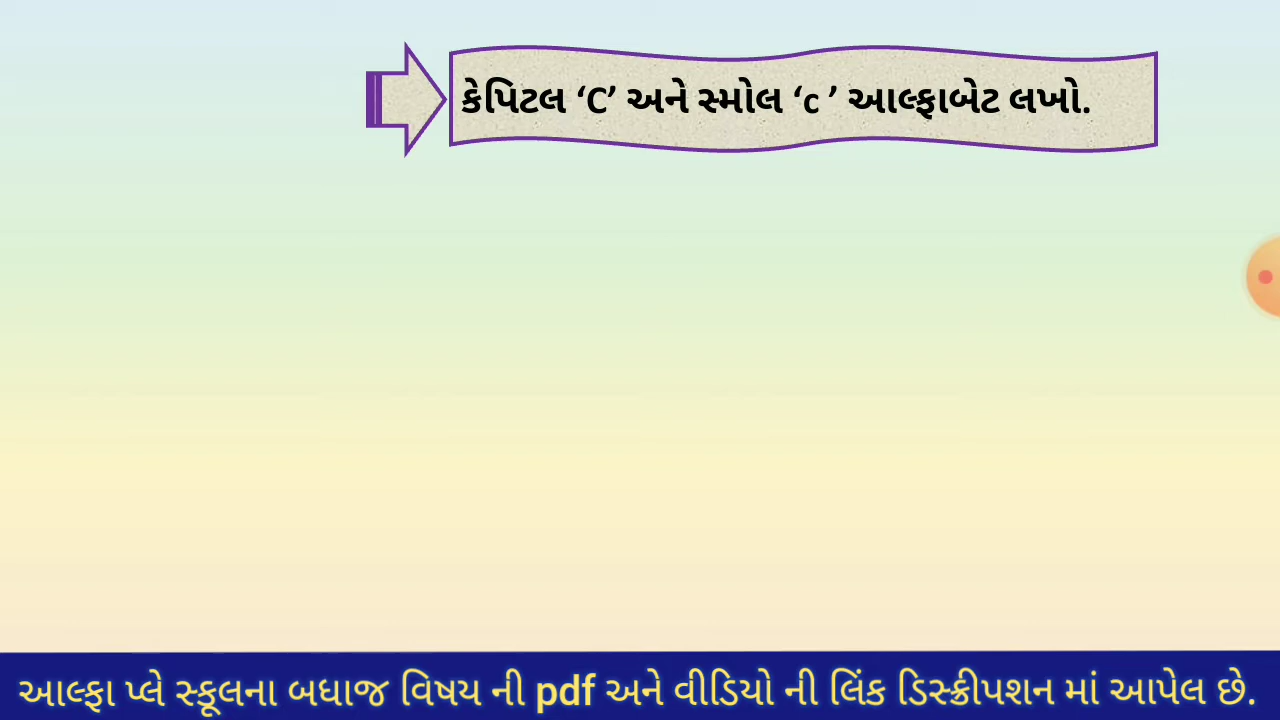 કેપિટલ ‘C’ અને સ્મોલ ‘c ’ આલ્ફાબેટ લખો.
આલ્ફા પ્લે સ્કૂલના બધાજ વિષય ની pdf અને વીડિયો ની લિંક ડિસ્ક્રીપશન માં આપેલ છે.